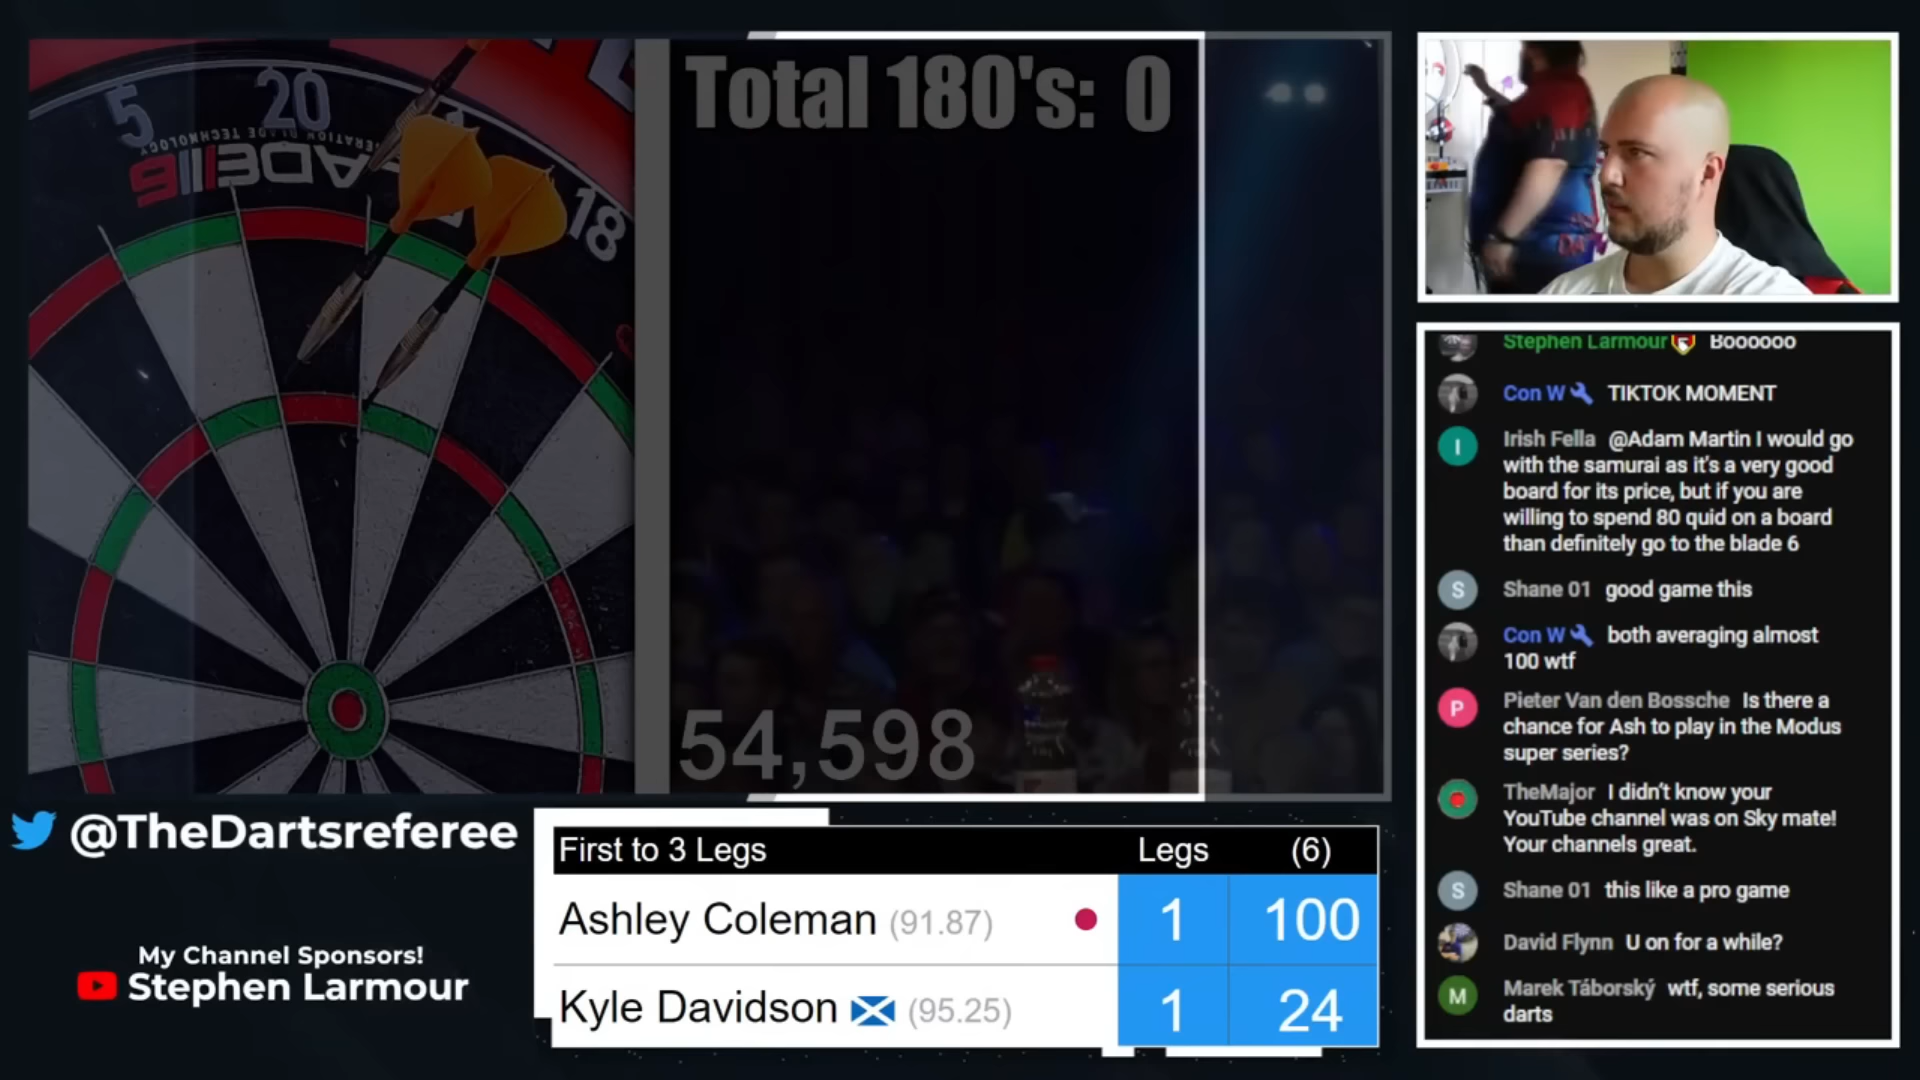 5
20
18
Total 180's: 0
54,598
@TheDartsreferee
My Channel Sponsors!
Stephen Larmour
First to 3 Legs Legs (6)
Ashley Coleman (91.87) 1 100
Kyle Davidson (95.25) 1 24
Stephen Larmour Boooooo
Con W TIKTOK MOMENT
I
Irish Fella @Adam Martin I would go
with the samurai as it's a very good
board for its price, but if you are
willing to spend 80 quid on a board
than definitely go to the blade 6
S
Shane 01 good game this
Con W both averaging almost
100 wtf
P
Pieter Van den Bossche Is there a
chance for Ash to play in the Modus
super series?
TheMajor I didn't know your
YouTube channel was on Sky mate!
Your channels great.
S
Shane 01 this like a pro game
David Flynn U on for a while?
M
Marek Táborský wtf, some serious
darts